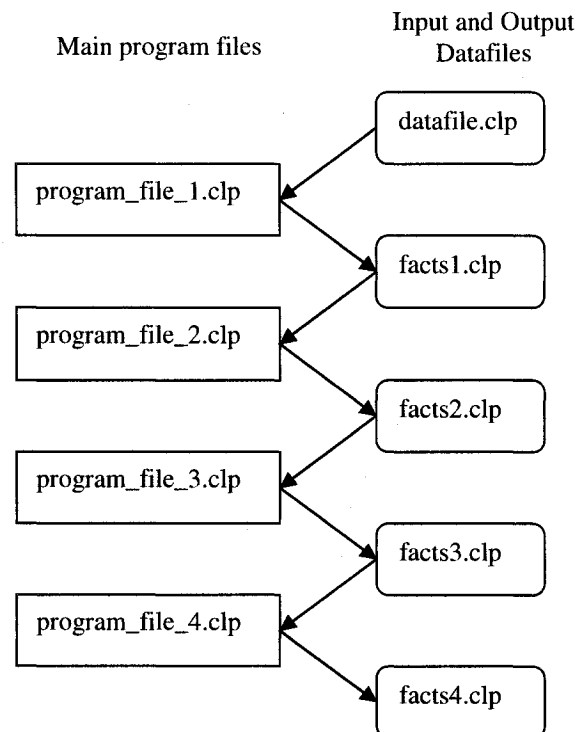 Main program files
Input and Output
Datafiles
datafile.clp
program_file_1.clp
facts1.clp
program_file_2.clp
facts2.clp
program_file_3.clp
facts3.clp
program_file_4.clp
facts4.clp